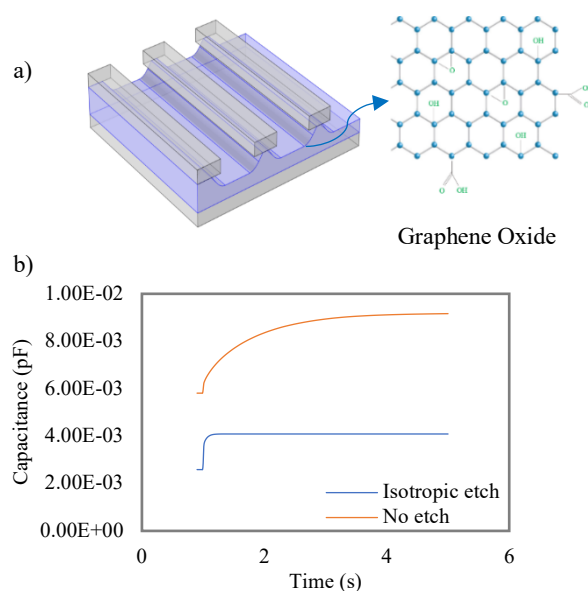 a)
OH
O
O
OH
O
OH
OH
O
OH
Graphene Oxide
b)
1.00E-02
8.00E-03
6.00E-03
4.00E-03
2.00E-03
0.00E+00
Capacitance (pF)
Isotropic etch
No etch
0
2
4
6
Time (s)